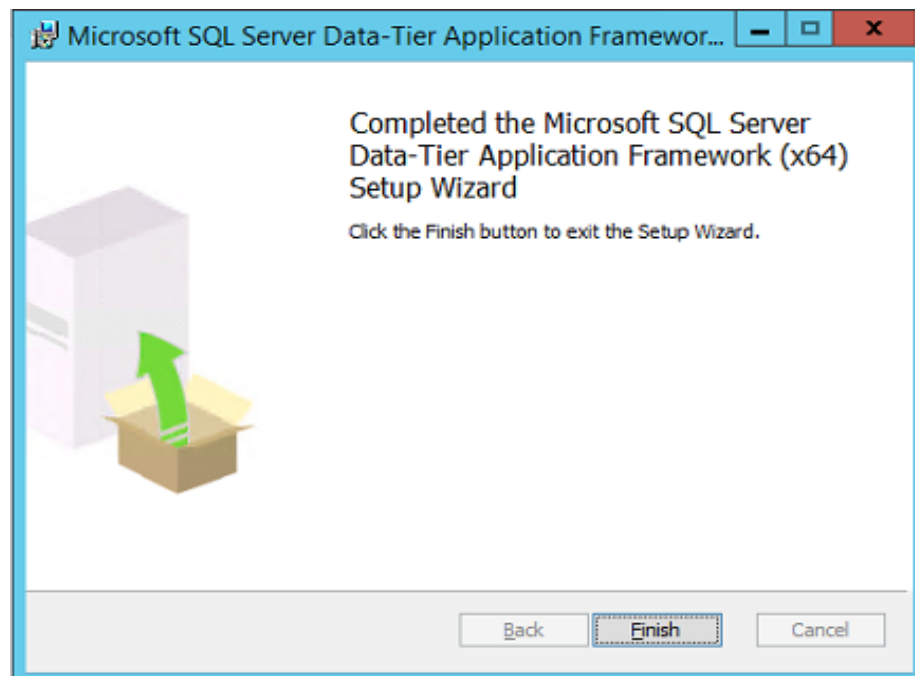 Microsoft SQL Server Data-Tier Application Framewor...
Completed the Microsoft SQL Server
Data-Tier Application Framework (x64)
Setup Wizard
Click the Finish button to exit the Setup Wizard.
Back Finish Cancel